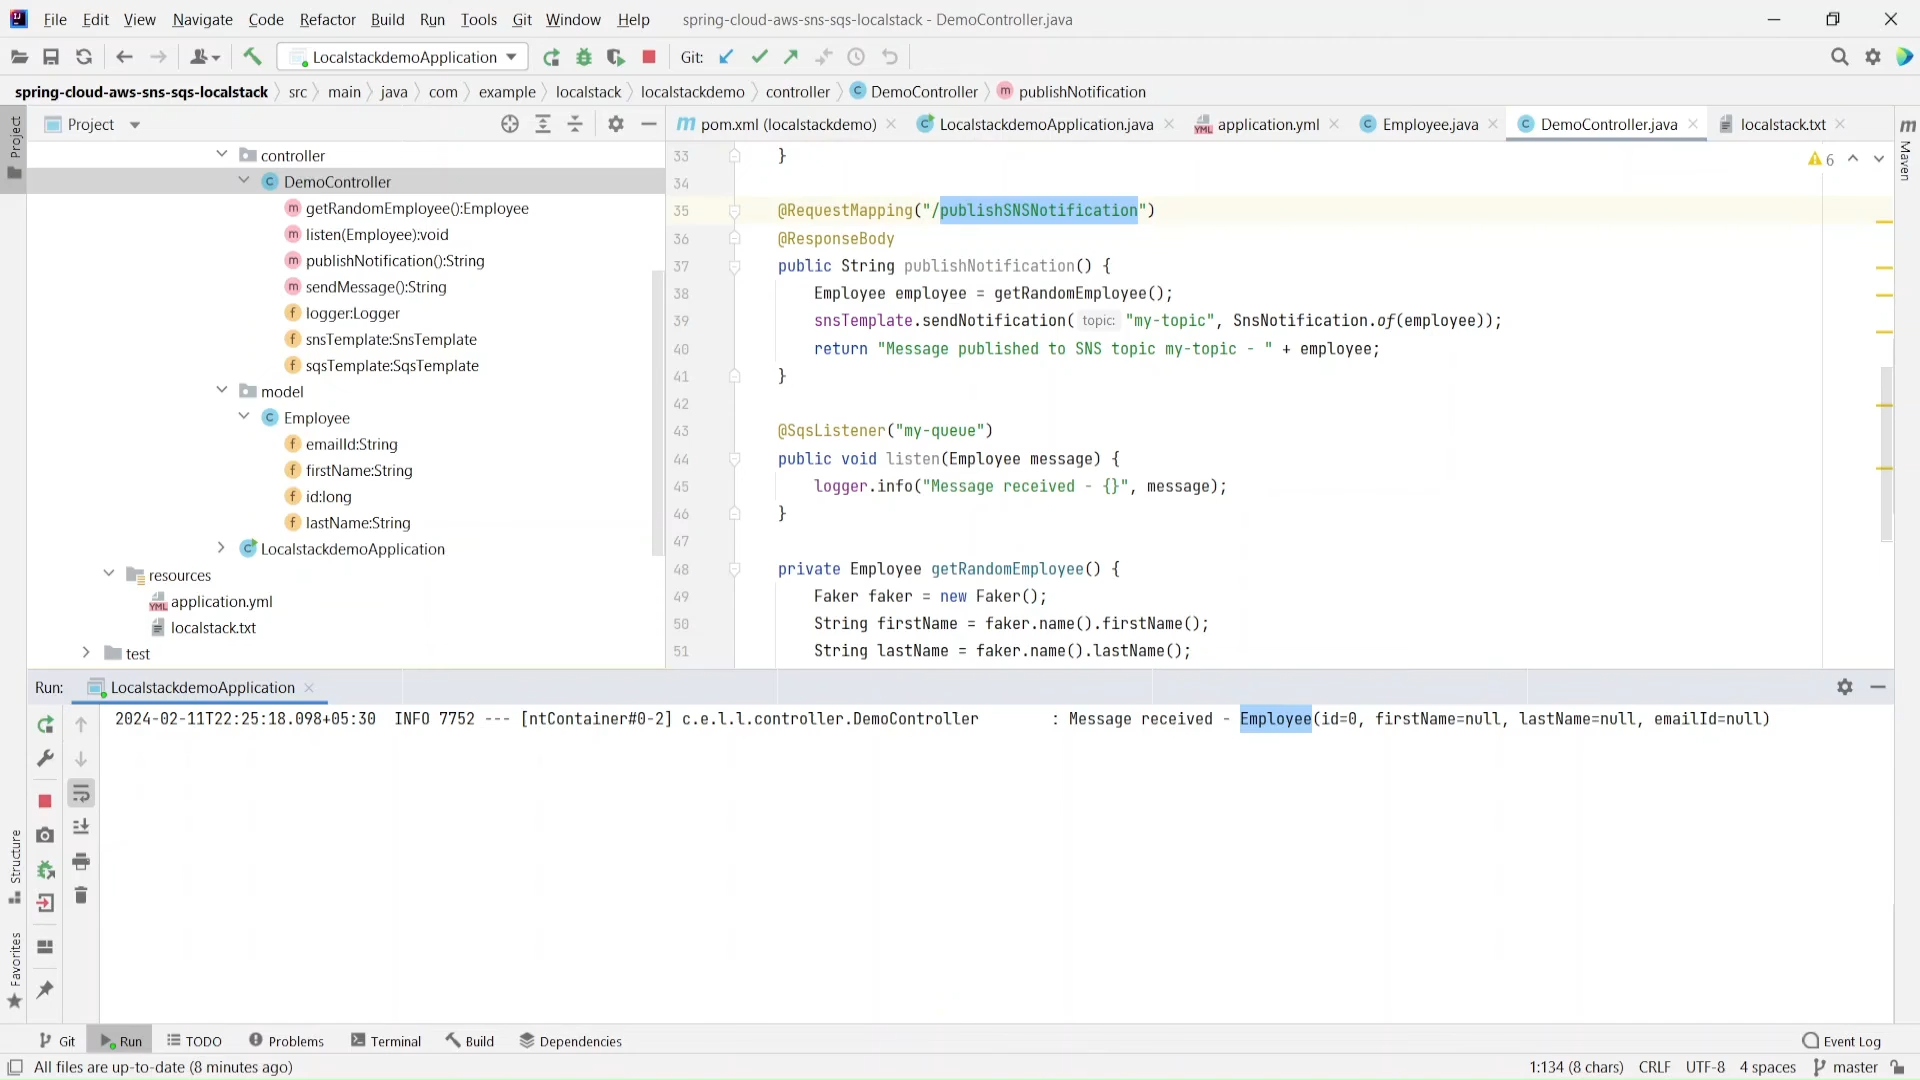 File Edit View Navigate Code Refactor Build Run Tools Git Window Help spring-cloud-aws-sns-sqs-localstack - DemoController.java
LocalstackdemoApplication Git:
spring-cloud-aws-sns-sqs-localstack src main java com example localstack localstackdemo controller DemoController publishNotification
Project
pom.xml (localstackdemo) LocalstackdemoApplication.java application.yml Employee.java DemoController.java localstack.txt
Project
Maven
controller
DemoController
getRandomEmployee():Employee
listen(Employee):void
publishNotification():String
sendMessage():String
logger:Logger
snsTemplate:SnsTemplate
sqsTemplate:SqsTemplate
model
Employee
emailId:String
firstName:String
id:long
lastName:String
LocalstackdemoApplication
resources
application.yml
localstack.txt
test
6
33 }
34
35 @RequestMapping("/publishSNSNotification")
36 @ResponseBody
37 public String publishNotification() {
38 Employee employee = getRandomEmployee();
39 snsTemplate.sendNotification( topic: "my-topic", SnsNotification.of(employee));
40 return "Message published to SNS topic my-topic - " + employee;
41 }
42
43 @SqsListener("my-queue")
44 public void listen(Employee message) {
45 logger.info("Message received - {}", message);
46 }
47
48 private Employee getRandomEmployee() {
49 Faker faker = new Faker();
50 String firstName = faker.name().firstName();
51 String lastName = faker.name().lastName();
Run: LocalstackdemoApplication
2024-02-11T22:25:18.098+05:30 INFO 7752 --- [ntContainer#0-2] c.e.l.l.controller.DemoController : Message received - Employee(id=0, firstName=null, lastName=null, emailId=null)
Structure
Favorites
Git Run TODO Problems Terminal Build Dependencies Event Log
All files are up-to-date (8 minutes ago) 1:134 (8 chars) CRLF UTF-8 4 spaces master